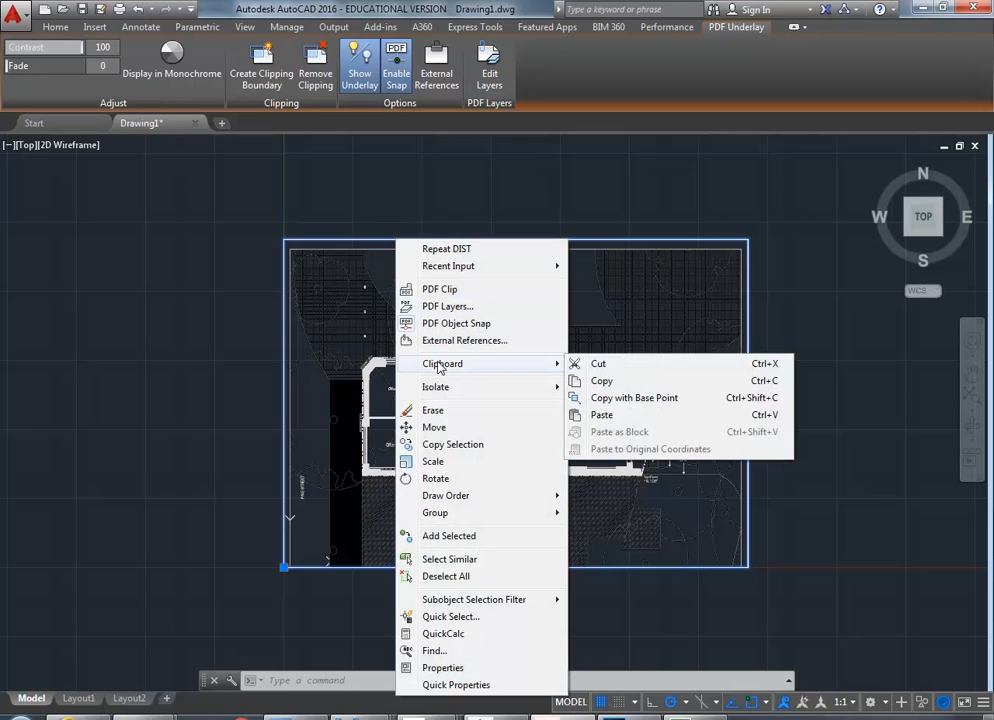 Autodesk AutoCAD 2016 - EDUCATIONAL VERSION Drawing1.dwg
Type a keyword or phrase
Sign In
Home Insert Annotate Parametric View Manage Output Add-ins A360 Express Tools Featured Apps BIM 360 Performance PDF Underlay
Contrast 100
Fade 0
Display in Monochrome
Create Clipping Boundary
Remove Clipping
Show Underlay
PDF
Enable Snap
External References
Edit Layers
Adjust
Clipping
Options
PDF Layers
Start
Drawing1*
[−][Top][2D Wireframe]
N
W TOP E
S
WCS
Repeat DIST
Recent Input
PDF Clip
PDF Layers...
PDF Object Snap
External References...
Clipboard
Isolate
Erase
Move
Copy Selection
Scale
Rotate
Draw Order
Group
Add Selected
Select Similar
Deselect All
Subobject Selection Filter
Quick Select...
QuickCalc
Find...
Properties
Quick Properties
Cut Ctrl+X
Copy Ctrl+C
Copy with Base Point Ctrl+Shift+C
Paste Ctrl+V
Paste as Block Ctrl+Shift+V
Paste to Original Coordinates
Type a command
Model Layout1 Layout2 +
MODEL
1:1